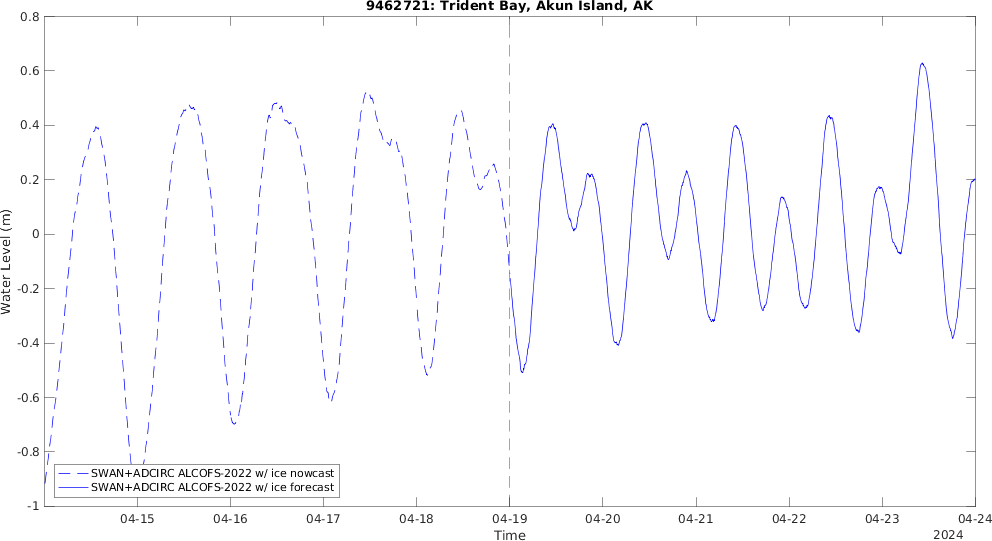 9462721: Trident Bay, Akun Island, AK
0.8
0.6
0.4
0.2
0
-0.2
-0.4
-0.6
-0.8
-1
Water Level (m)
SWAN+ADCIRC ALCOFS-2022 w/ ice nowcast
SWAN+ADCIRC ALCOFS-2022 w/ ice forecast
04-15 04-16 04-17 04-18 04-19 04-20 04-21 04-22 04-23 04-24
Time
2024